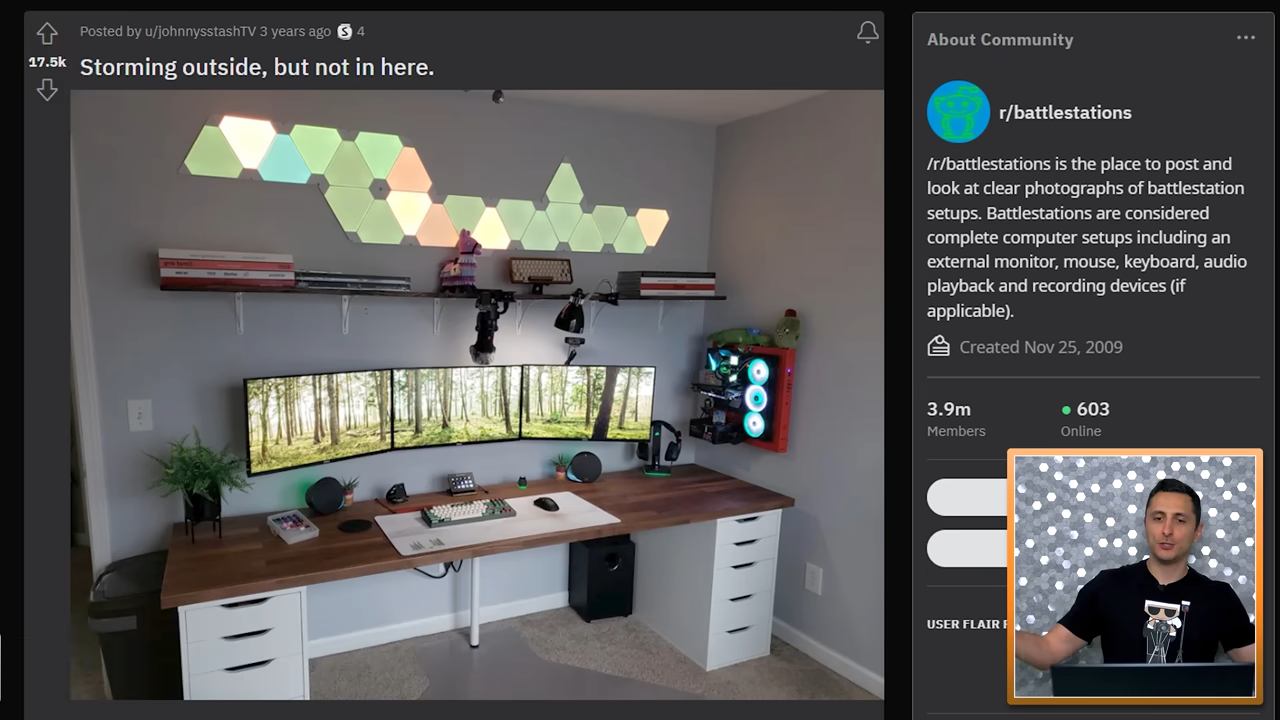 Posted by u/johnnysstashTV 3 years ago S 4
17.5k
Storming outside, but not in here.
About Community
r/battlestations
/r/battlestations is the place to post and
look at clear photographs of battlestation
setups. Battlestations are considered
complete computer setups including an
external monitor, mouse, keyboard, audio
playback and recording devices (if
applicable).
Created Nov 25, 2009
3.9m
Members
603
Online
USER FLAIR